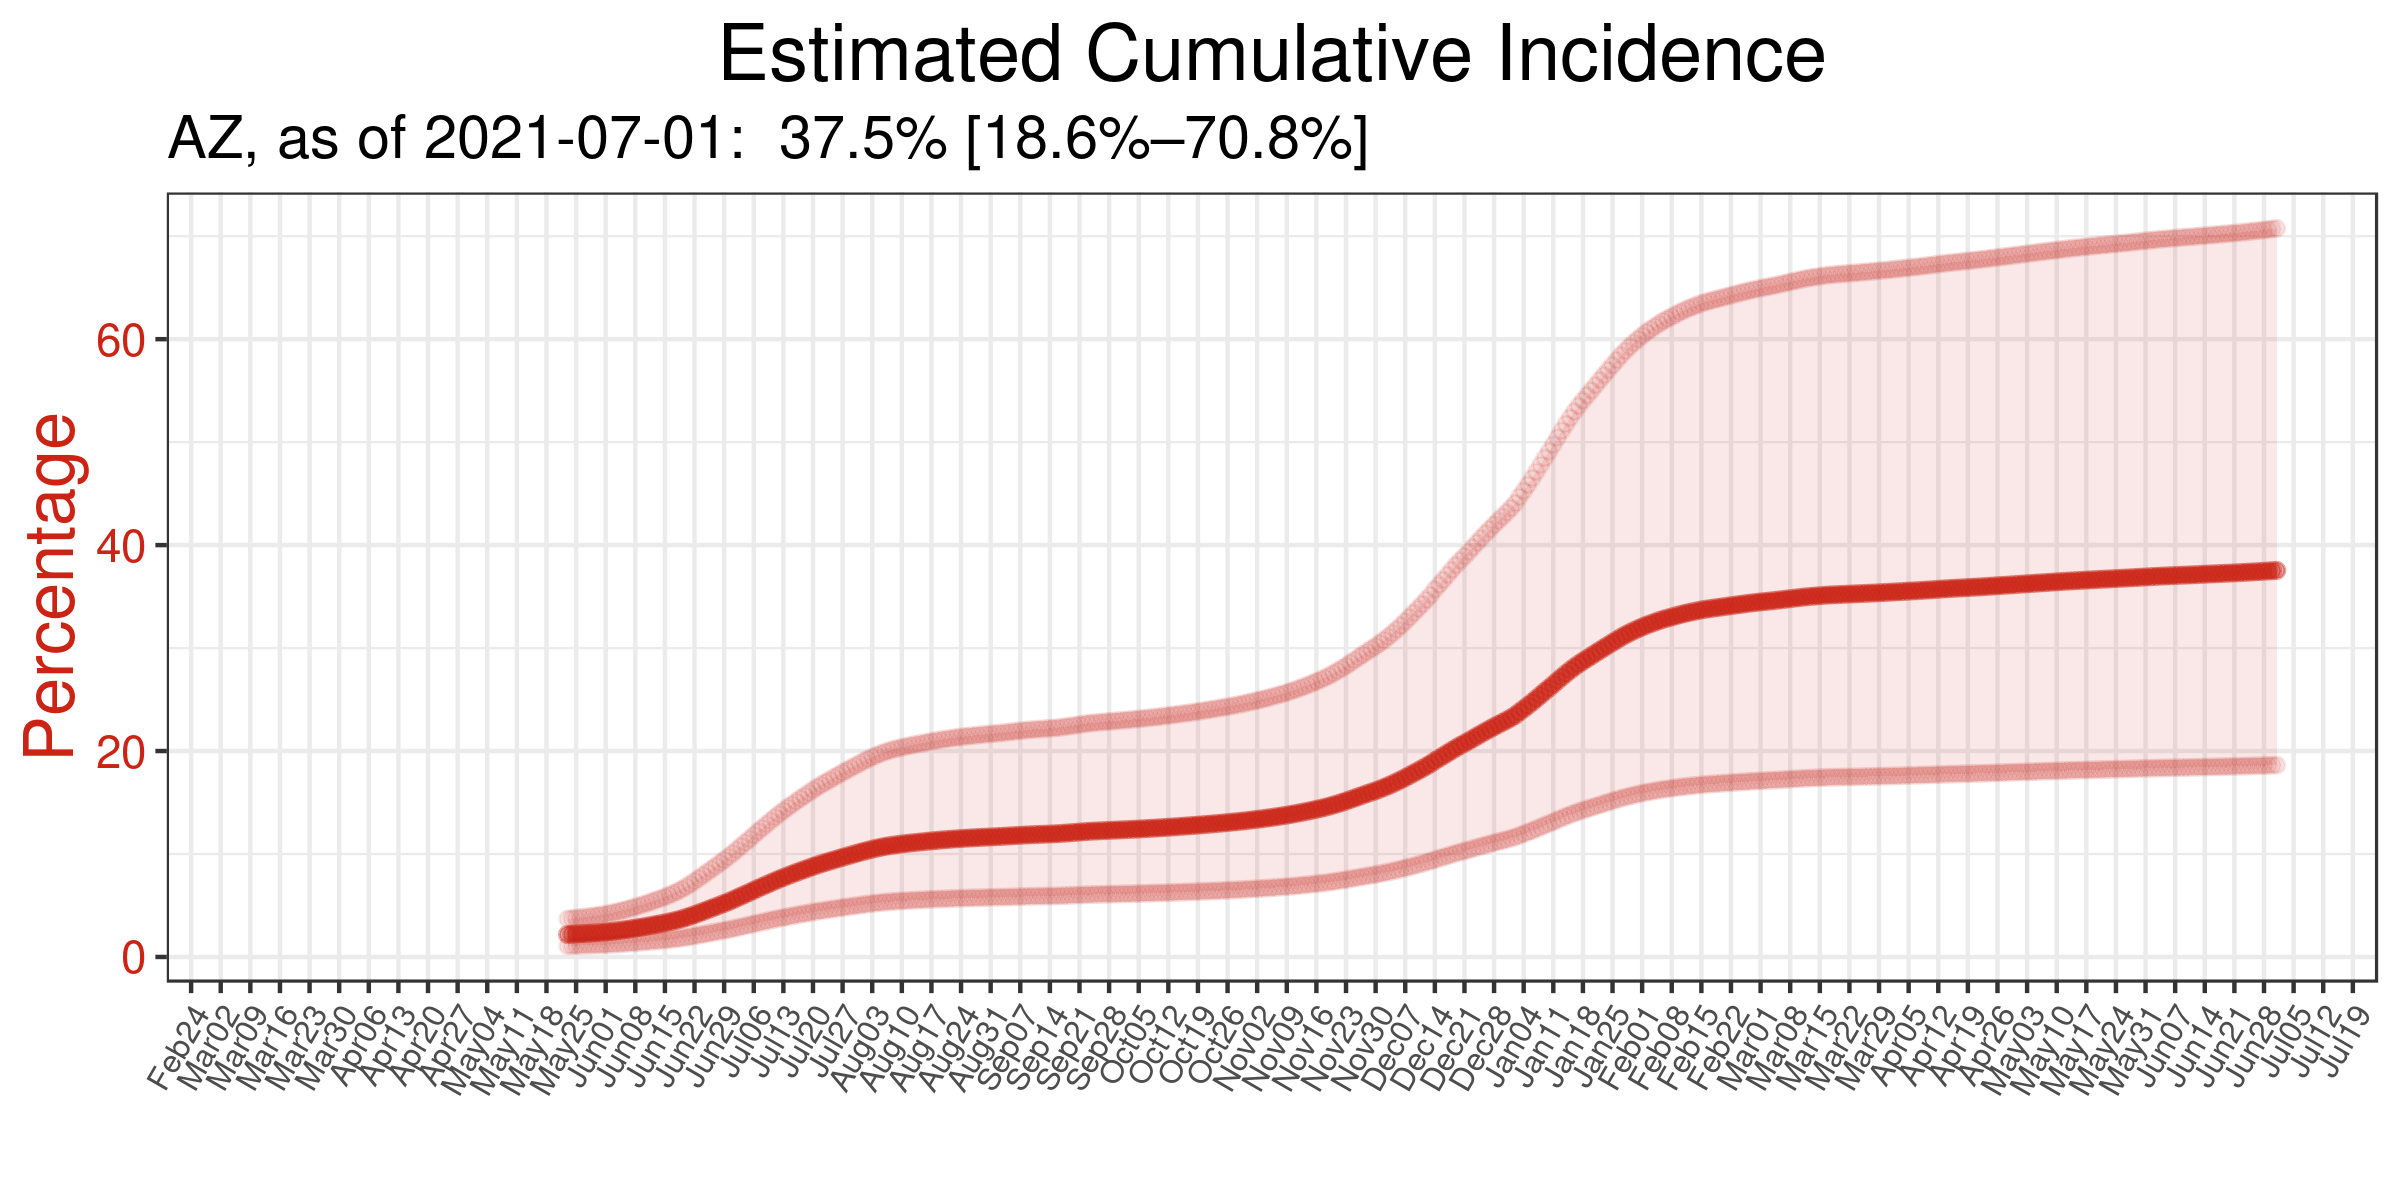 Estimated Cumulative Incidence
AZ, as of 2021-07-01:  37.5% [18.6%–70.8%]
Percentage
60
40
20
0
Feb24
Mar02
Mar09
Mar16
Mar23
Mar30
Apr06
Apr13
Apr20
Apr27
May04
May11
May18
May25
Jun01
Jun08
Jun15
Jun22
Jun29
Jul06
Jul13
Jul20
Jul27
Aug03
Aug10
Aug17
Aug24
Aug31
Sep07
Sep14
Sep21
Sep28
Oct05
Oct12
Oct19
Oct26
Nov02
Nov09
Nov16
Nov23
Nov30
Dec07
Dec14
Dec21
Dec28
Jan04
Jan11
Jan18
Jan25
Feb01
Feb08
Feb15
Feb22
Mar01
Mar08
Mar15
Mar22
Mar29
Apr05
Apr12
Apr19
Apr26
May03
May10
May17
May24
May31
Jun07
Jun14
Jun21
Jun28
Jul05
Jul12
Jul19